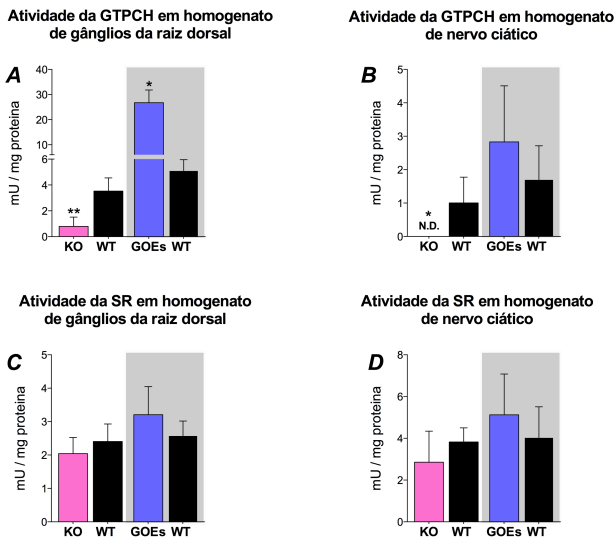 Atividade da GTPCH em homogenato
de gânglios da raiz dorsal
A
mU / mg proteina
40
30
20
10
6
4
2
0
**
*
KO WT GOEs WT
Atividade da GTPCH em homogenato
de nervo ciático
B
mU / mg proteina
5
4
3
2
1
0
*
N.D.
KO WT GOEs WT
Atividade da SR em homogenato
de gânglios da raiz dorsal
C
mU / mg proteina
5
4
3
2
1
0
KO WT GOEs WT
Atividade da SR em homogenato
de nervo ciático
D
mU / mg proteina
8
6
4
2
0
KO WT GOEs WT